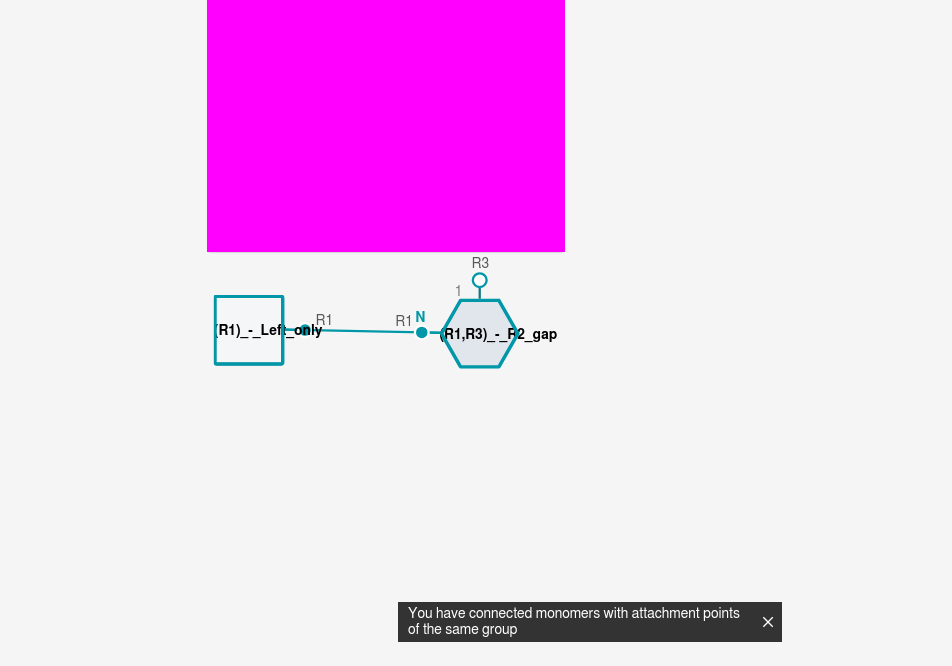 R3
1
R1
R1
N
(R1)_-_Left_only
(R1,R3)_-_R2_gap
You have connected monomers with attachment points
of the same group